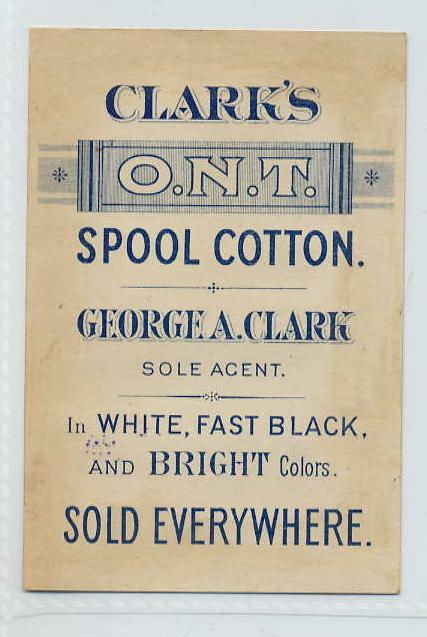 CLARK'S
O.N.T.
SPOOL COTTON.
GEORGE A. CLARK
SOLE AGENT.
In WHITE, FAST BLACK,
AND BRIGHT Colors.
SOLD EVERYWHERE.